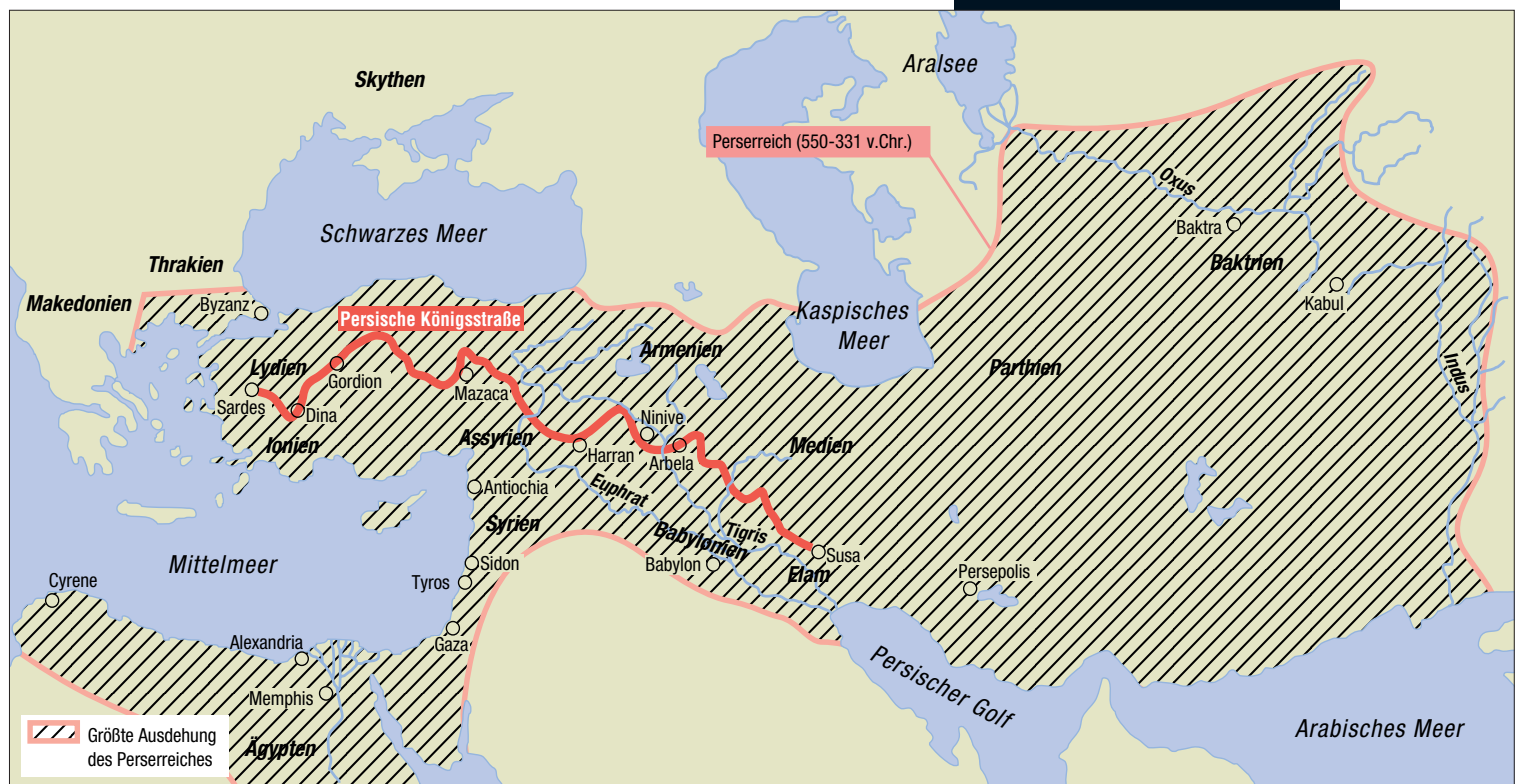 Aralsee
Skythen
Perserreich (550-331 v.Chr.)
Oxus
Baktra
Schwarzes Meer
Baktrien
Thrakien
Kabul
Makedonien
Byzanz
Persische Königsstraße
Kaspisches
Meer
Armenien
Parthien
Indus
Lydien
Gordion
Mazaca
Sardes
Dina
Ninive
Ionien
Assyrien
Medien
Harran
Arbela
Antiochia
Euphrat
Syrien
Tigris
Babylonien
Mittelmeer
Sidon
Susa
Babylon
Elam
Persepolis
Cyrene
Tyros
Alexandria
Gaza
Persischer Golf
Memphis
Arabisches Meer
Größte Ausdehung
des Perserreiches
Ägypten